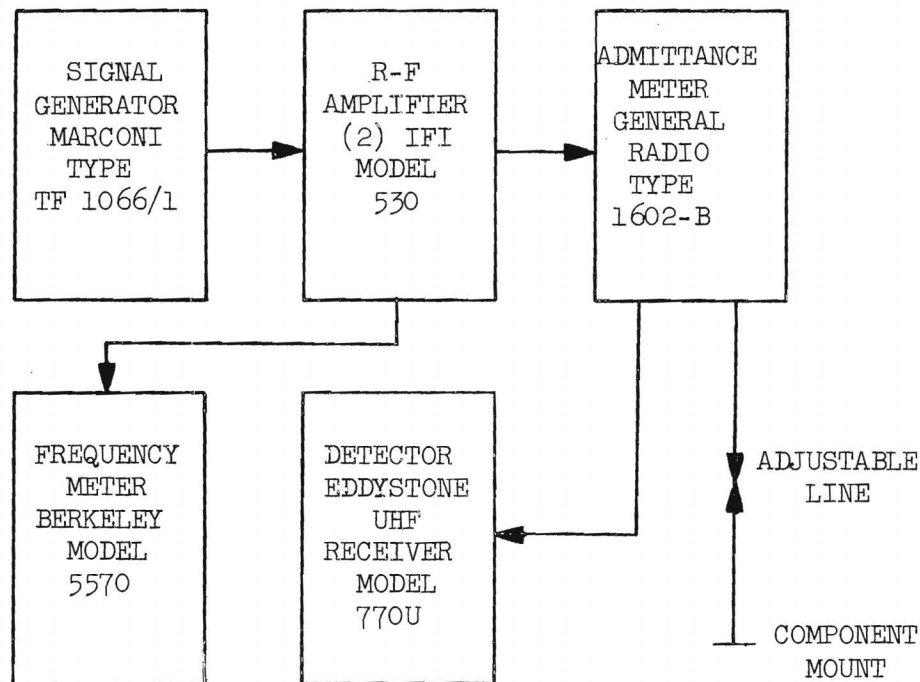 SIGNAL
GENERATOR
MARCONI
TYPE
TF 1066/1
R-F
AMPLIFIER
(2) IFI
MODEL
530
ADMITTANCE
METER
GENERAL
RADIO
TYPE
1602-B
FREQUENCY
METER
BERKELEY
MODEL
5570
DETECTOR
EDDYSTONE
UHF
RECEIVER
MODEL
770U
ADJUSTABLE
LINE
COMPONENT
MOUNT